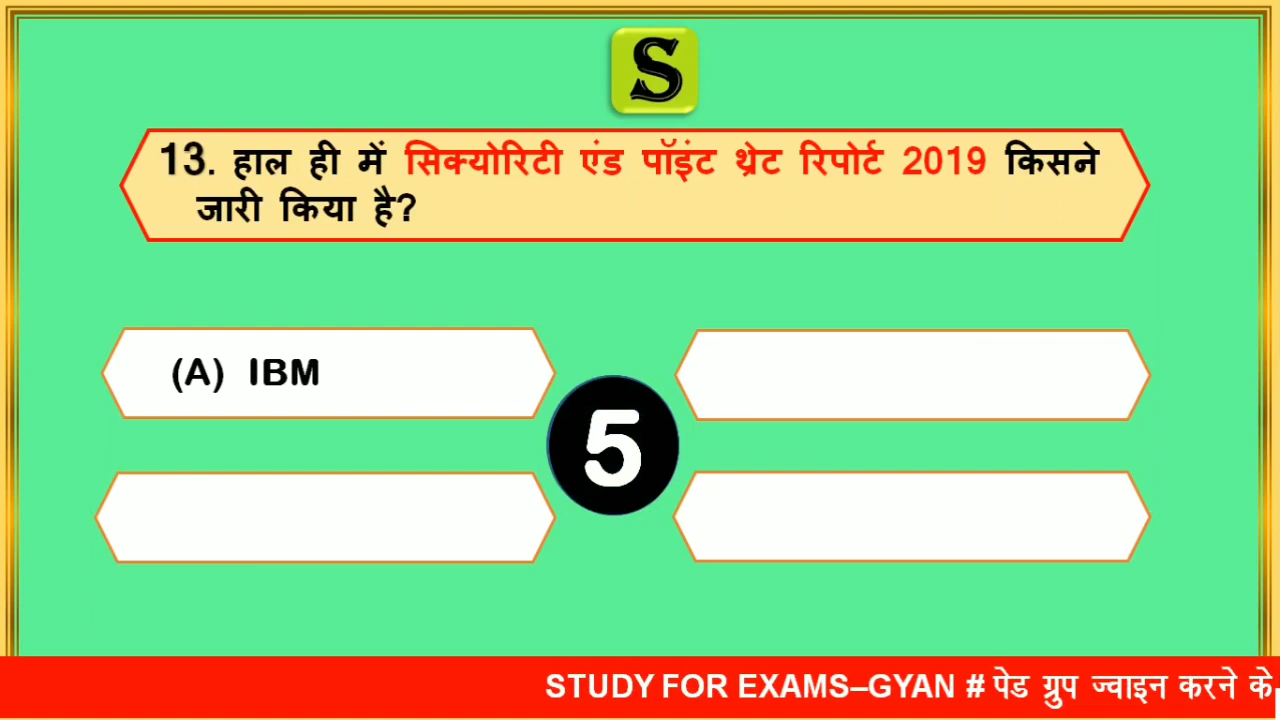 S
13. हाल ही में सिक्योरिटी एंड पॉइंट थ्रेट रिपोर्ट 2019 किसने
जारी किया है?
(A) IBM
5
STUDY FOR EXAMS–GYAN # पेड ग्रुप ज्वाइन करने के